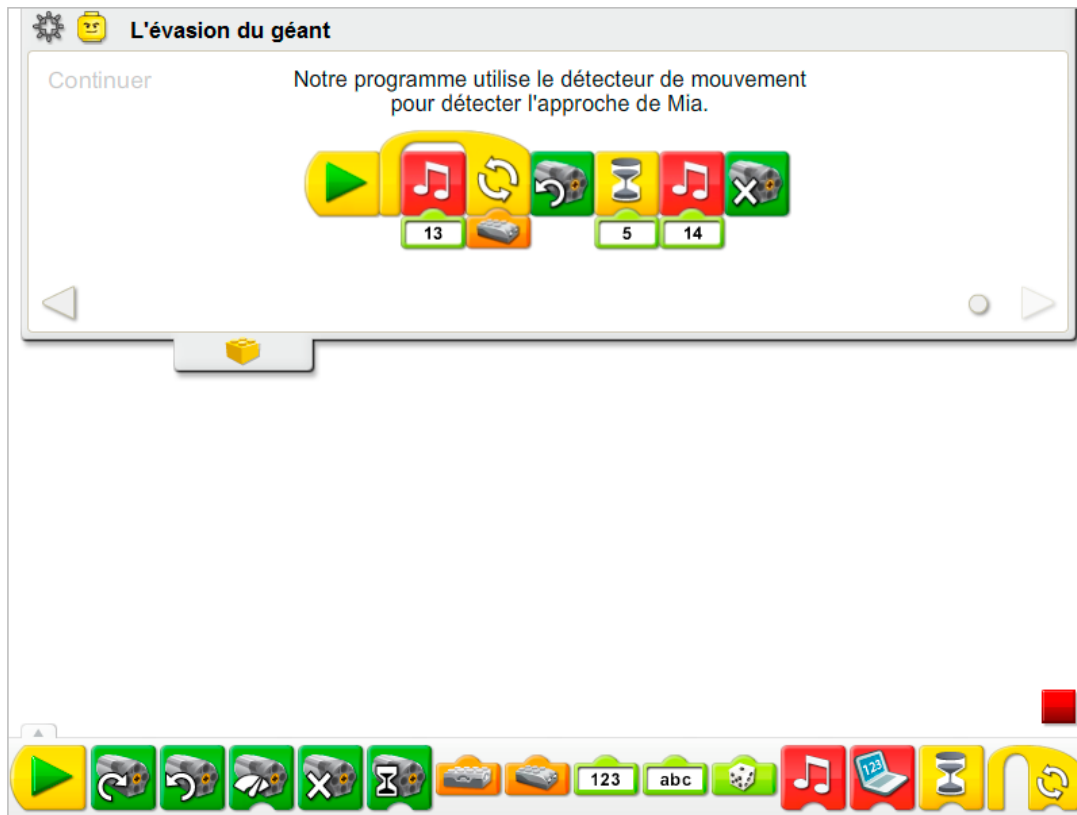 L'évasion du géant
Continuer
Notre programme utilise le détecteur de mouvement
pour détecter l'approche de Mia.
13 5 14
123 abc 123